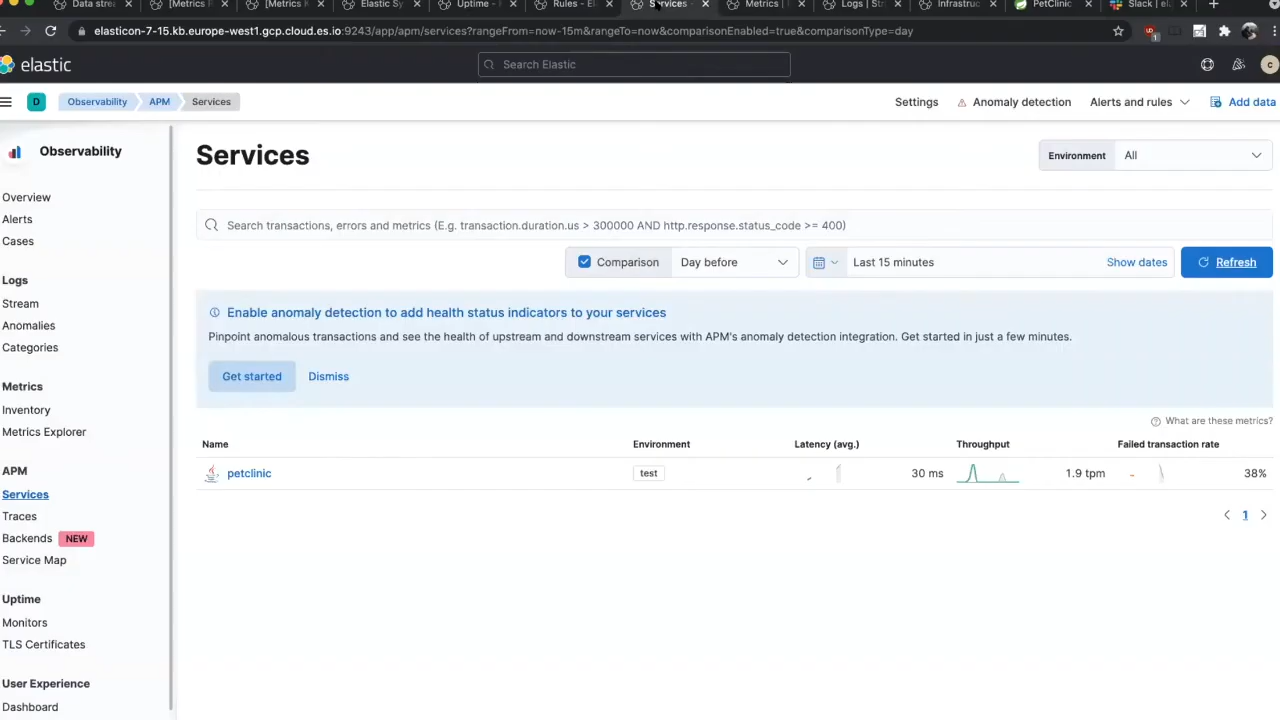 Data strea
[Metrics F
[Metrics K
Elastic Sy
Uptime -
Rules - El
Services -
Metrics |
Logs | Str
Infrastruc
PetClinic
Slack | el
elasticon-7-15.kb.europe-west1.gcp.cloud.es.io:9243/app/apm/services?rangeFrom=now-15m&rangeTo=now&comparisonEnabled=true&comparisonType=day
elastic
Search Elastic
C
D
Observability
APM
Services
Settings
Anomaly detection
Alerts and rules
Add data
Observability
Overview
Alerts
Cases
Logs
Stream
Anomalies
Categories
Metrics
Inventory
Metrics Explorer
APM
Services
Traces
Backends NEW
Service Map
Uptime
Monitors
TLS Certificates
User Experience
Dashboard
Services
Environment All
Search transactions, errors and metrics (E.g. transaction.duration.us > 300000 AND http.response.status_code >= 400)
Comparison Day before
Last 15 minutes Show dates
Refresh
Enable anomaly detection to add health status indicators to your services
Pinpoint anomalous transactions and see the health of upstream and downstream services with APM's anomaly detection integration. Get started in just a few minutes.
Get started Dismiss
What are these metrics?
Name Environment Latency (avg.) Throughput Failed transaction rate
petclinic test 30 ms 1.9 tpm 38%
1